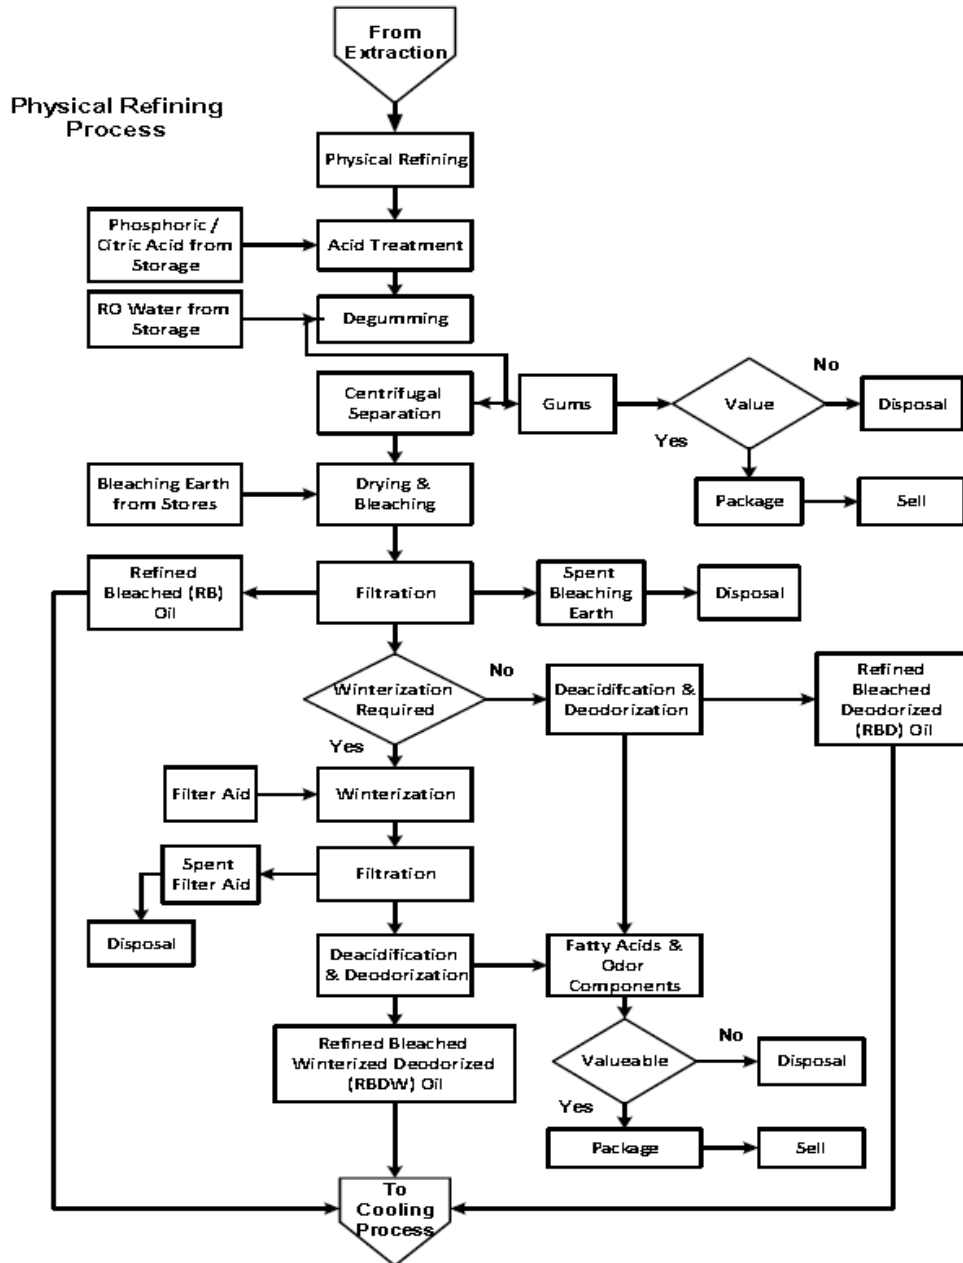 From
Extraction
Physical Refining
Process
Physical Refining
Phosphoric /
Citric Acid from
Storage
Acid Treatment
RO Water from
Storage
Degumming
Centrifugal
Separation
Gums
Value
No
Disposal
Yes
Package
Sell
Bleaching Earth
from Stores
Drying &
Bleaching
Refined
Bleached (RB)
Oil
Filtration
Spent
Bleaching
Earth
Disposal
Winterization
Required
No
Deacidifcation &
Deodorization
Refined
Bleached
Deodorized
(RBD) Oil
Yes
Filter Aid
Winterization
Spent
Filter Aid
Filtration
Disposal
Deacidification
& Deodorization
Fatty Acids &
Odor
Components
Refined Bleached
Winterized Deodorized
(RBDW) Oil
Valueable
No
Disposal
Yes
Package
Sell
To
Cooling
Process